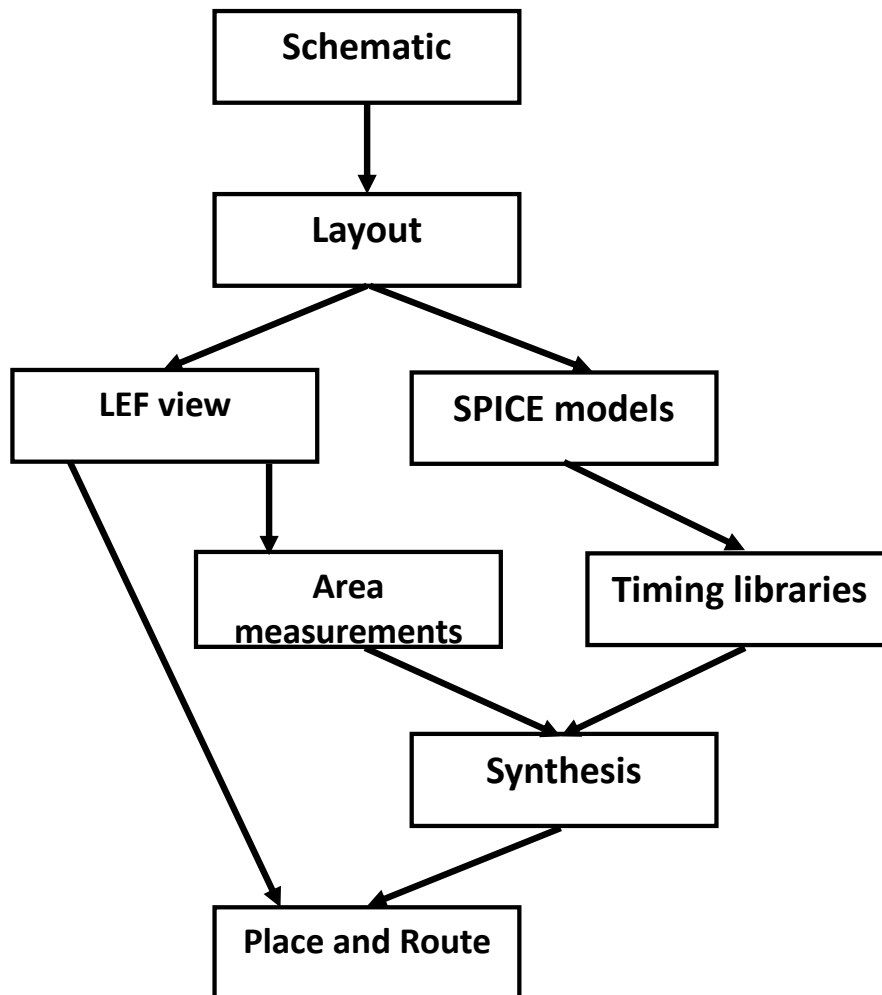 Schematic
Layout
LEF view
SPICE models
Area
measurements
Timing libraries
Synthesis
Place and Route